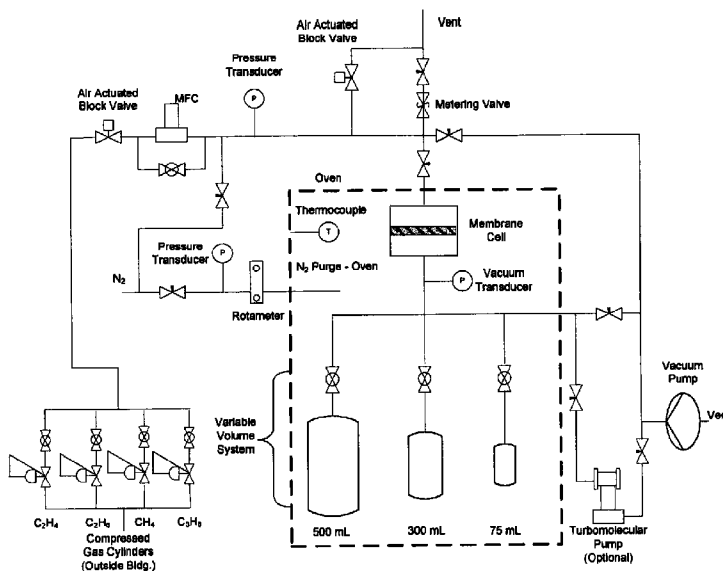 Air Actuated
Block Valve
Vent
Pressure
Transducer
Air Actuated
Block Valve
MFC
P
Metering Valve
Oven
Thermocouple
T
Membrane
Cell
Pressure
Transducer
P
N2 Purge - Oven
P
Vacuum
Transducer
N2
Rotameter
Vacuum
Pump
Variable
Volume
System
C2H4
C2H6
CH4
C3H8
Compressed
Gas Cylinders
(Outside Bldg.)
500 mL
300 mL
75 mL
Turbomolecular
Pump
(Optional)